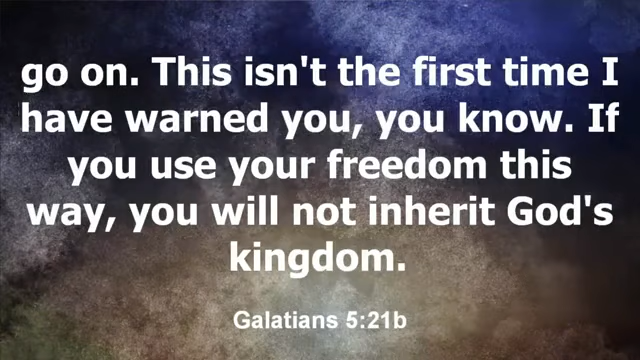 go on. This isn't the first time I
have warned you, you know. If
you use your freedom this
way, you will not inherit God's
kingdom.
Galatians 5:21b